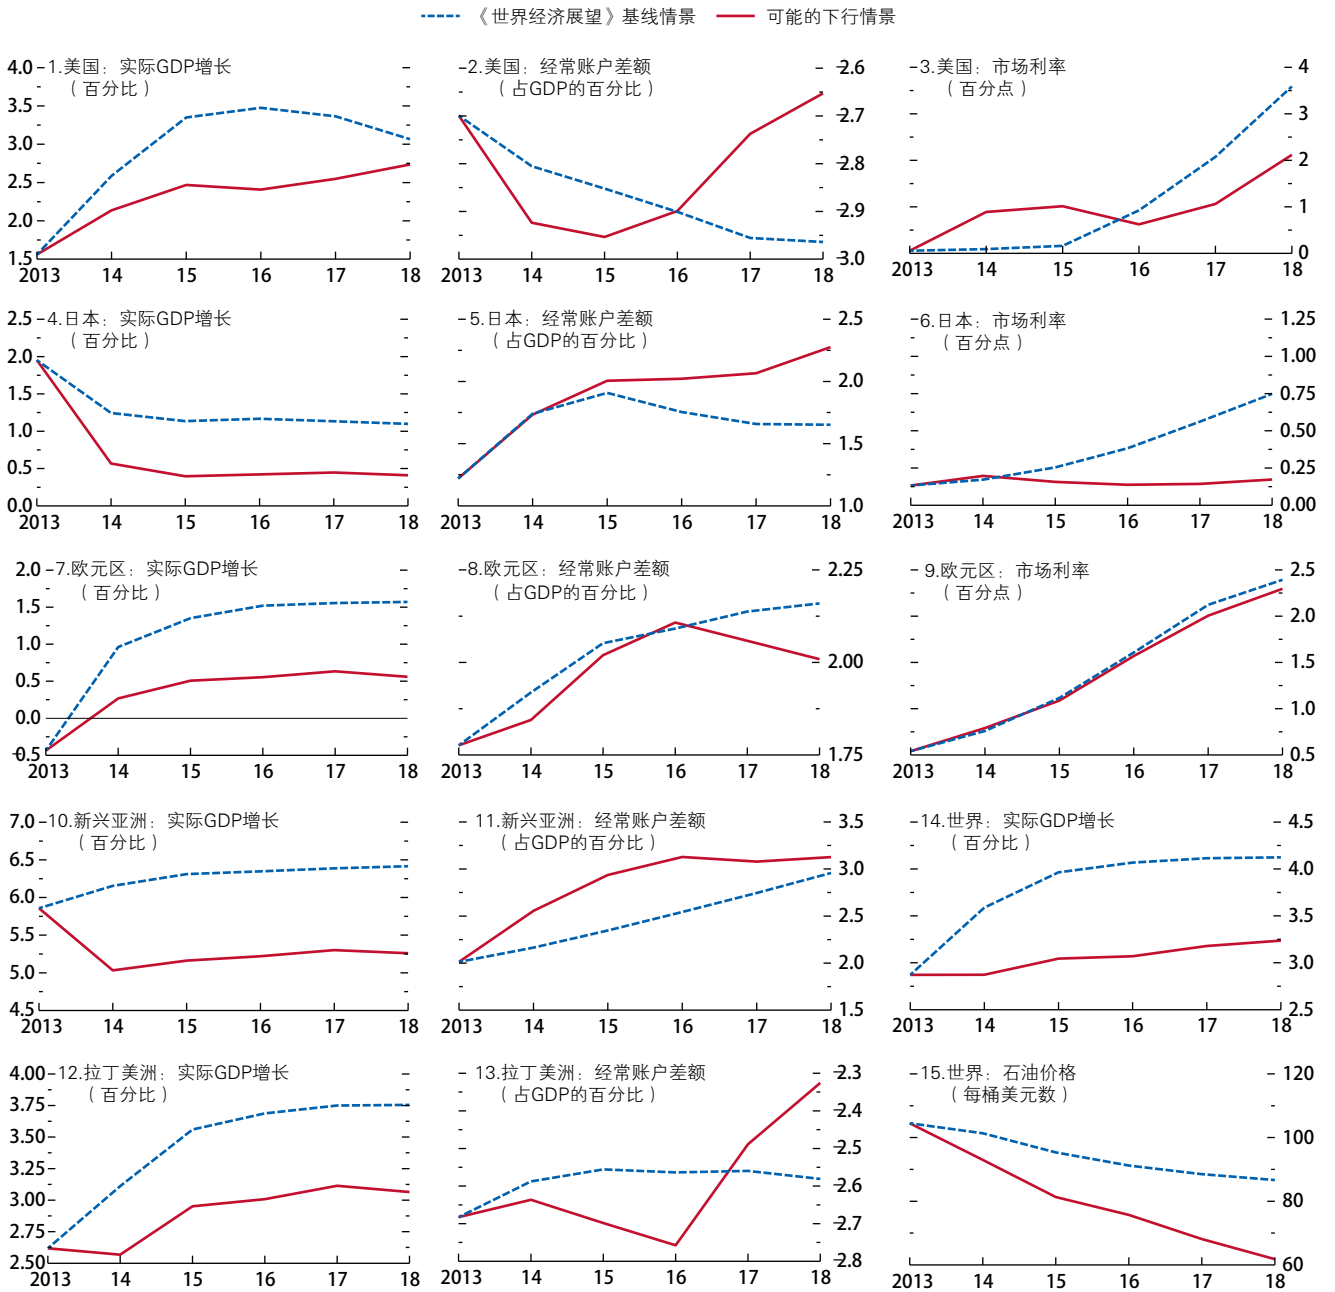 《世界经济展望》基线情景 可能的下行情景
1.美国：实际GDP增长
（百分比）
4.0
3.5
3.0
2.5
2.0
1.5
2013 14 15 16 17 18
2.美国：经常账户差额
（占GDP的百分比）
-2.6
-2.7
-2.8
-2.9
-3.0
2013 14 15 16 17 18
3.美国：市场利率
（百分点）
4
3
2
1
0
2013 14 15 16 17 18
4.日本：实际GDP增长
（百分比）
2.5
2.0
1.5
1.0
0.5
0.0
2013 14 15 16 17 18
5.日本：经常账户差额
（占GDP的百分比）
2.5
2.0
1.5
1.0
2013 14 15 16 17 18
6.日本：市场利率
（百分点）
1.25
1.00
0.75
0.50
0.25
0.00
2013 14 15 16 17 18
7.欧元区：实际GDP增长
（百分比）
2.0
1.5
1.0
0.5
0.0
-0.5
2013 14 15 16 17 18
8.欧元区：经常账户差额
（占GDP的百分比）
2.25
2.00
1.75
2013 14 15 16 17 18
9.欧元区：市场利率
（百分点）
2.5
2.0
1.5
1.0
0.5
2013 14 15 16 17 18
10.新兴亚洲：实际GDP增长
（百分比）
7.0
6.5
6.0
5.5
5.0
4.5
2013 14 15 16 17 18
11.新兴亚洲：经常账户差额
（占GDP的百分比）
3.5
3.0
2.5
2.0
1.5
2013 14 15 16 17 18
14.世界：实际GDP增长
（百分比）
4.5
4.0
3.5
3.0
2.5
2013 14 15 16 17 18
12.拉丁美洲：实际GDP增长
（百分比）
4.00
3.75
3.50
3.25
3.00
2.75
2.50
2013 14 15 16 17 18
13.拉丁美洲：经常账户差额
（占GDP的百分比）
-2.3
-2.4
-2.5
-2.6
-2.7
-2.8
2013 14 15 16 17 18
15.世界：石油价格
（每桶美元数）
120
100
80
60
2013 14 15 16 17 18